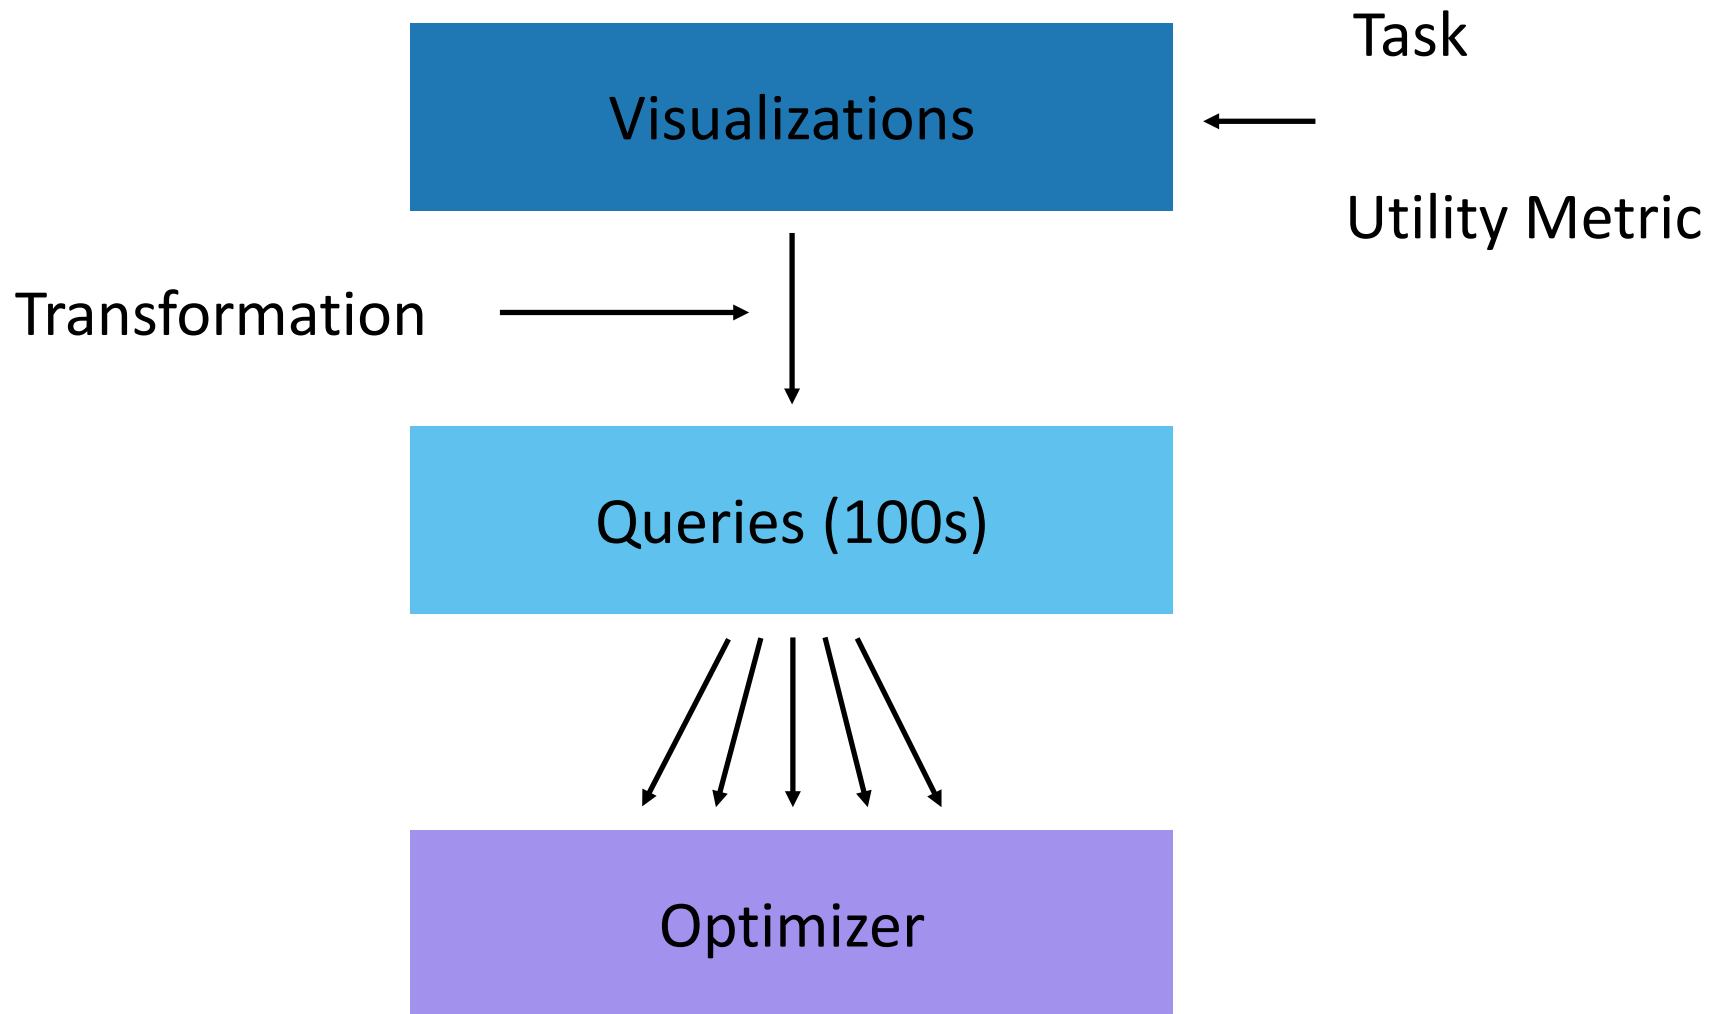 Task
Visualizations
Utility Metric
Transformation
Queries (100s)
Optimizer